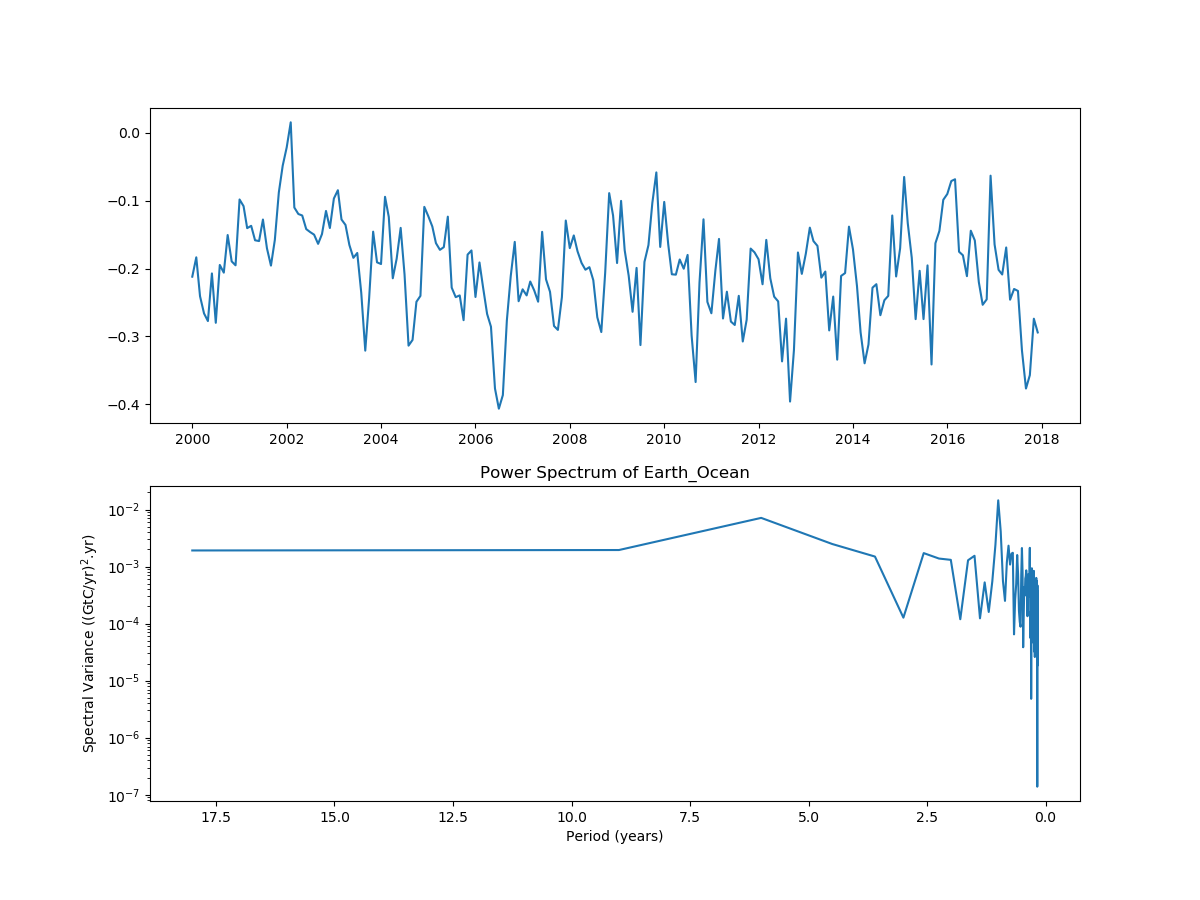 0.0
−0.1
−0.2
−0.3
−0.4
2000 2002 2004 2006 2008 2010 2012 2014 2016 2018
Power Spectrum of Earth_Ocean
Spectral Variance ((GtC/yr)².yr)
10⁻²
10⁻³
10⁻⁴
10⁻⁵
10⁻⁶
10⁻⁷
17.5 15.0 12.5 10.0 7.5 5.0 2.5 0.0
Period (years)